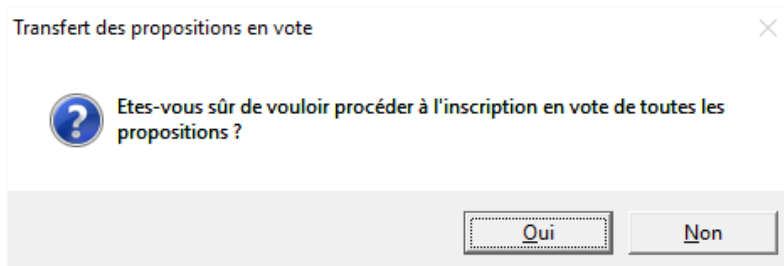 Transfert des propositions en vote
Etes-vous sûr de vouloir procéder à l'inscription en vote de toutes les
propositions ?
Oui
Non